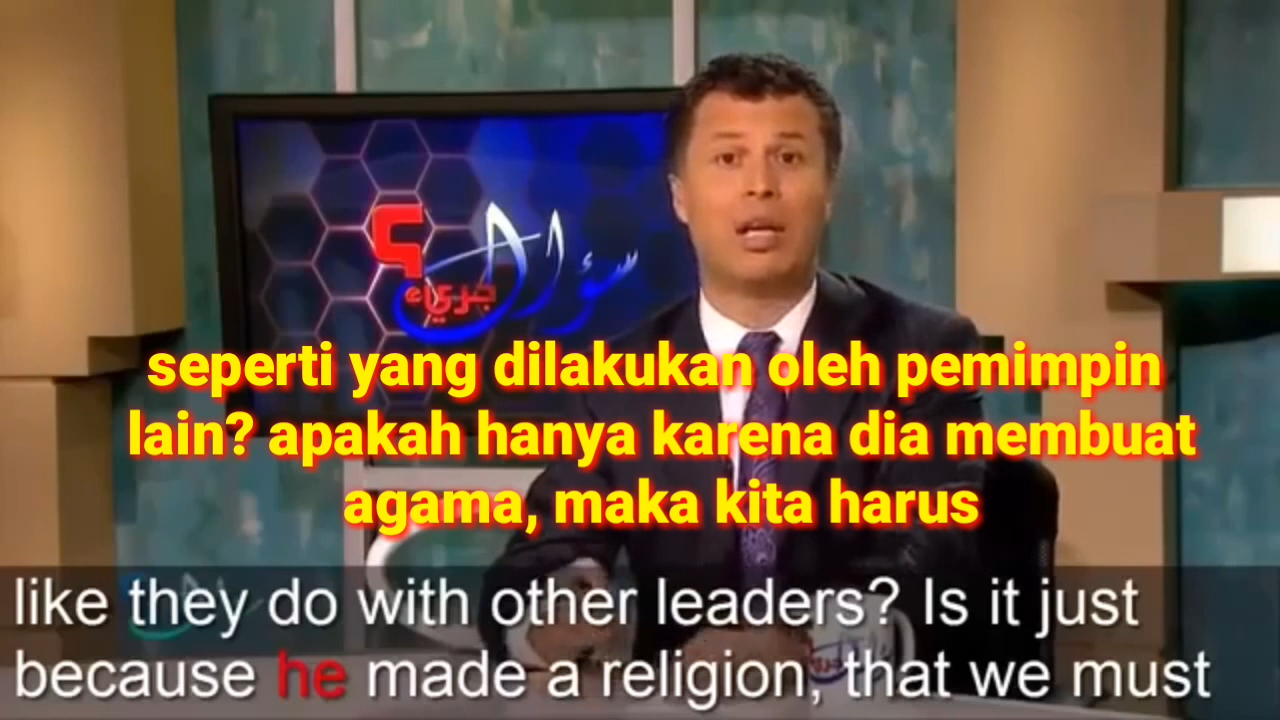 سؤال
جريء
؟
seperti yang dilakukan oleh pemimpin
lain? apakah hanya karena dia membuat
agama, maka kita harus
like they do with other leaders? Is it just
because he made a religion, that we must